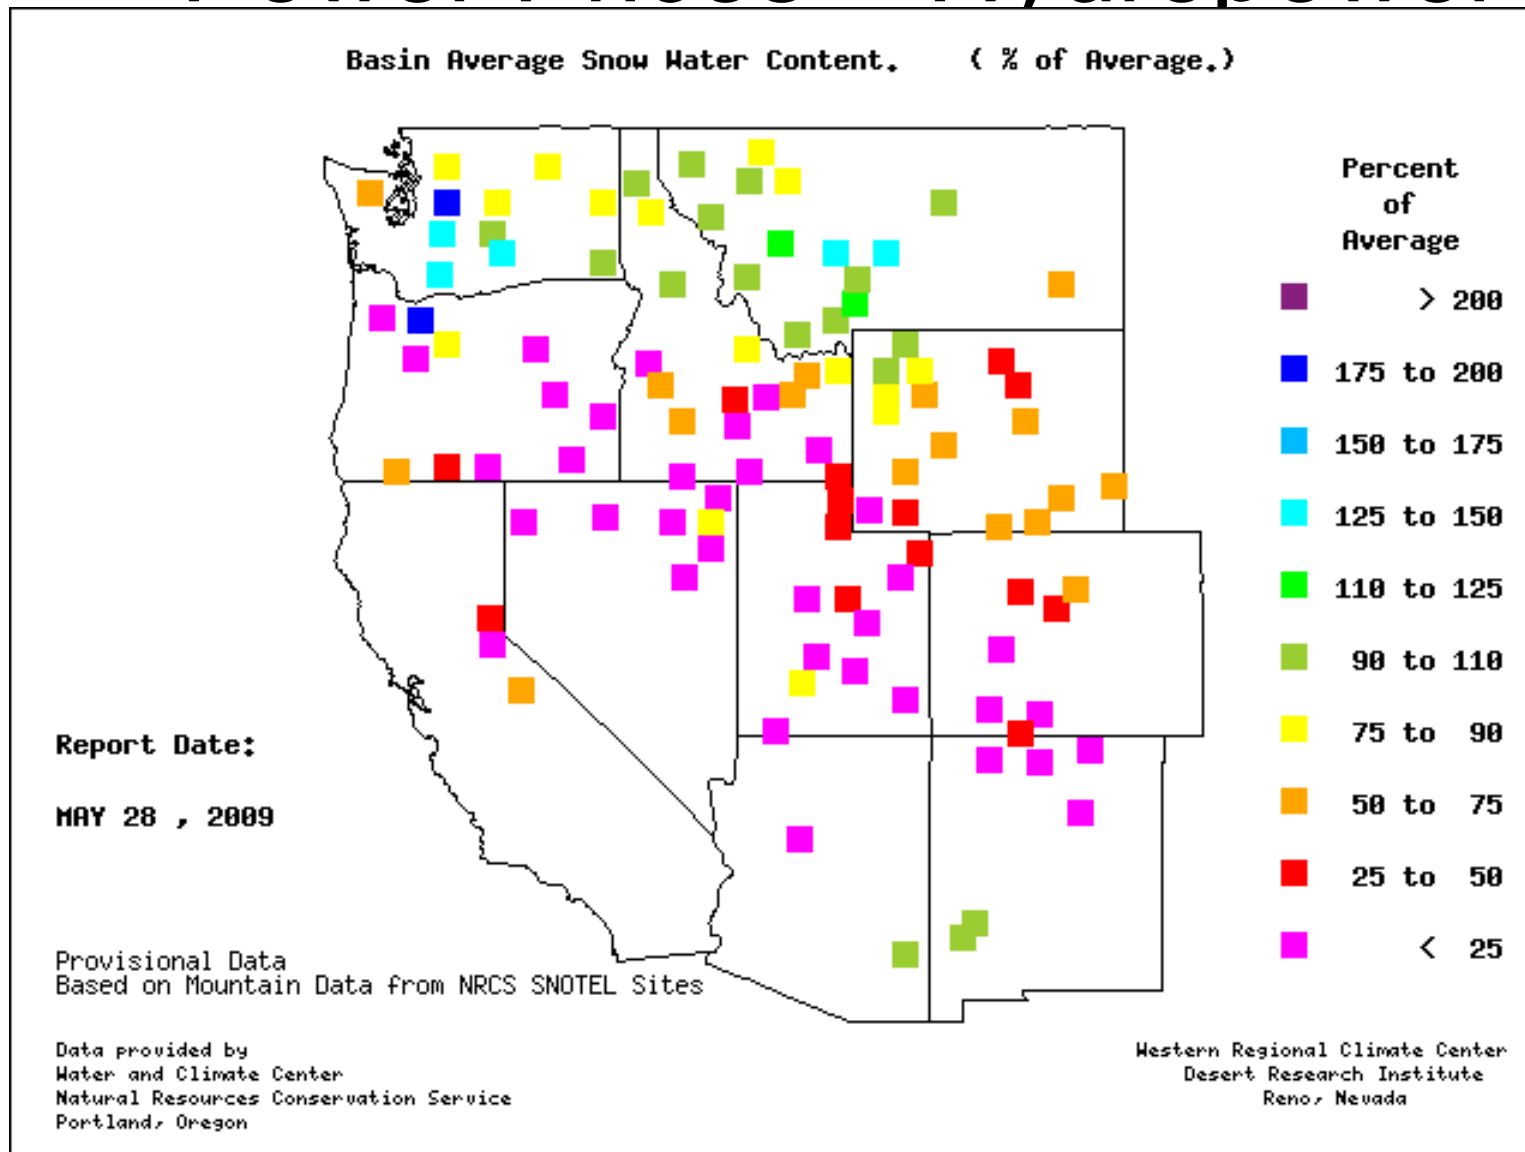 Basin Average Snow Water Content. ( % of Average.)
Percent
of
Average
> 200
175 to 200
150 to 175
125 to 150
110 to 125
90 to 110
75 to 90
50 to 75
25 to 50
< 25
Report Date:
MAY 28 , 2009
Provisional Data
Based on Mountain Data from NRCS SNOTEL Sites
Data provided by
Water and Climate Center
Natural Resources Conservation Service
Portland, Oregon
Western Regional Climate Center
Desert Research Institute
Reno, Nevada